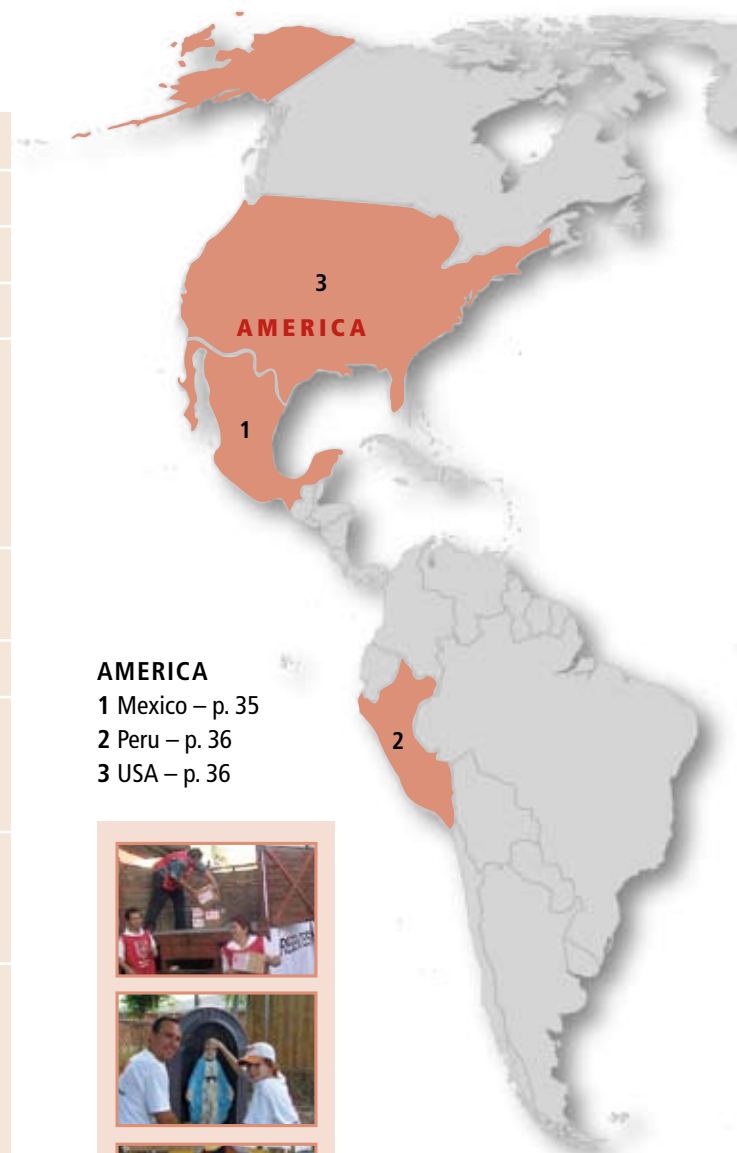 3
AMERICA
1
2
AMERICA
1 Mexico – p. 35
2 Peru – p. 36
3 USA – p. 36